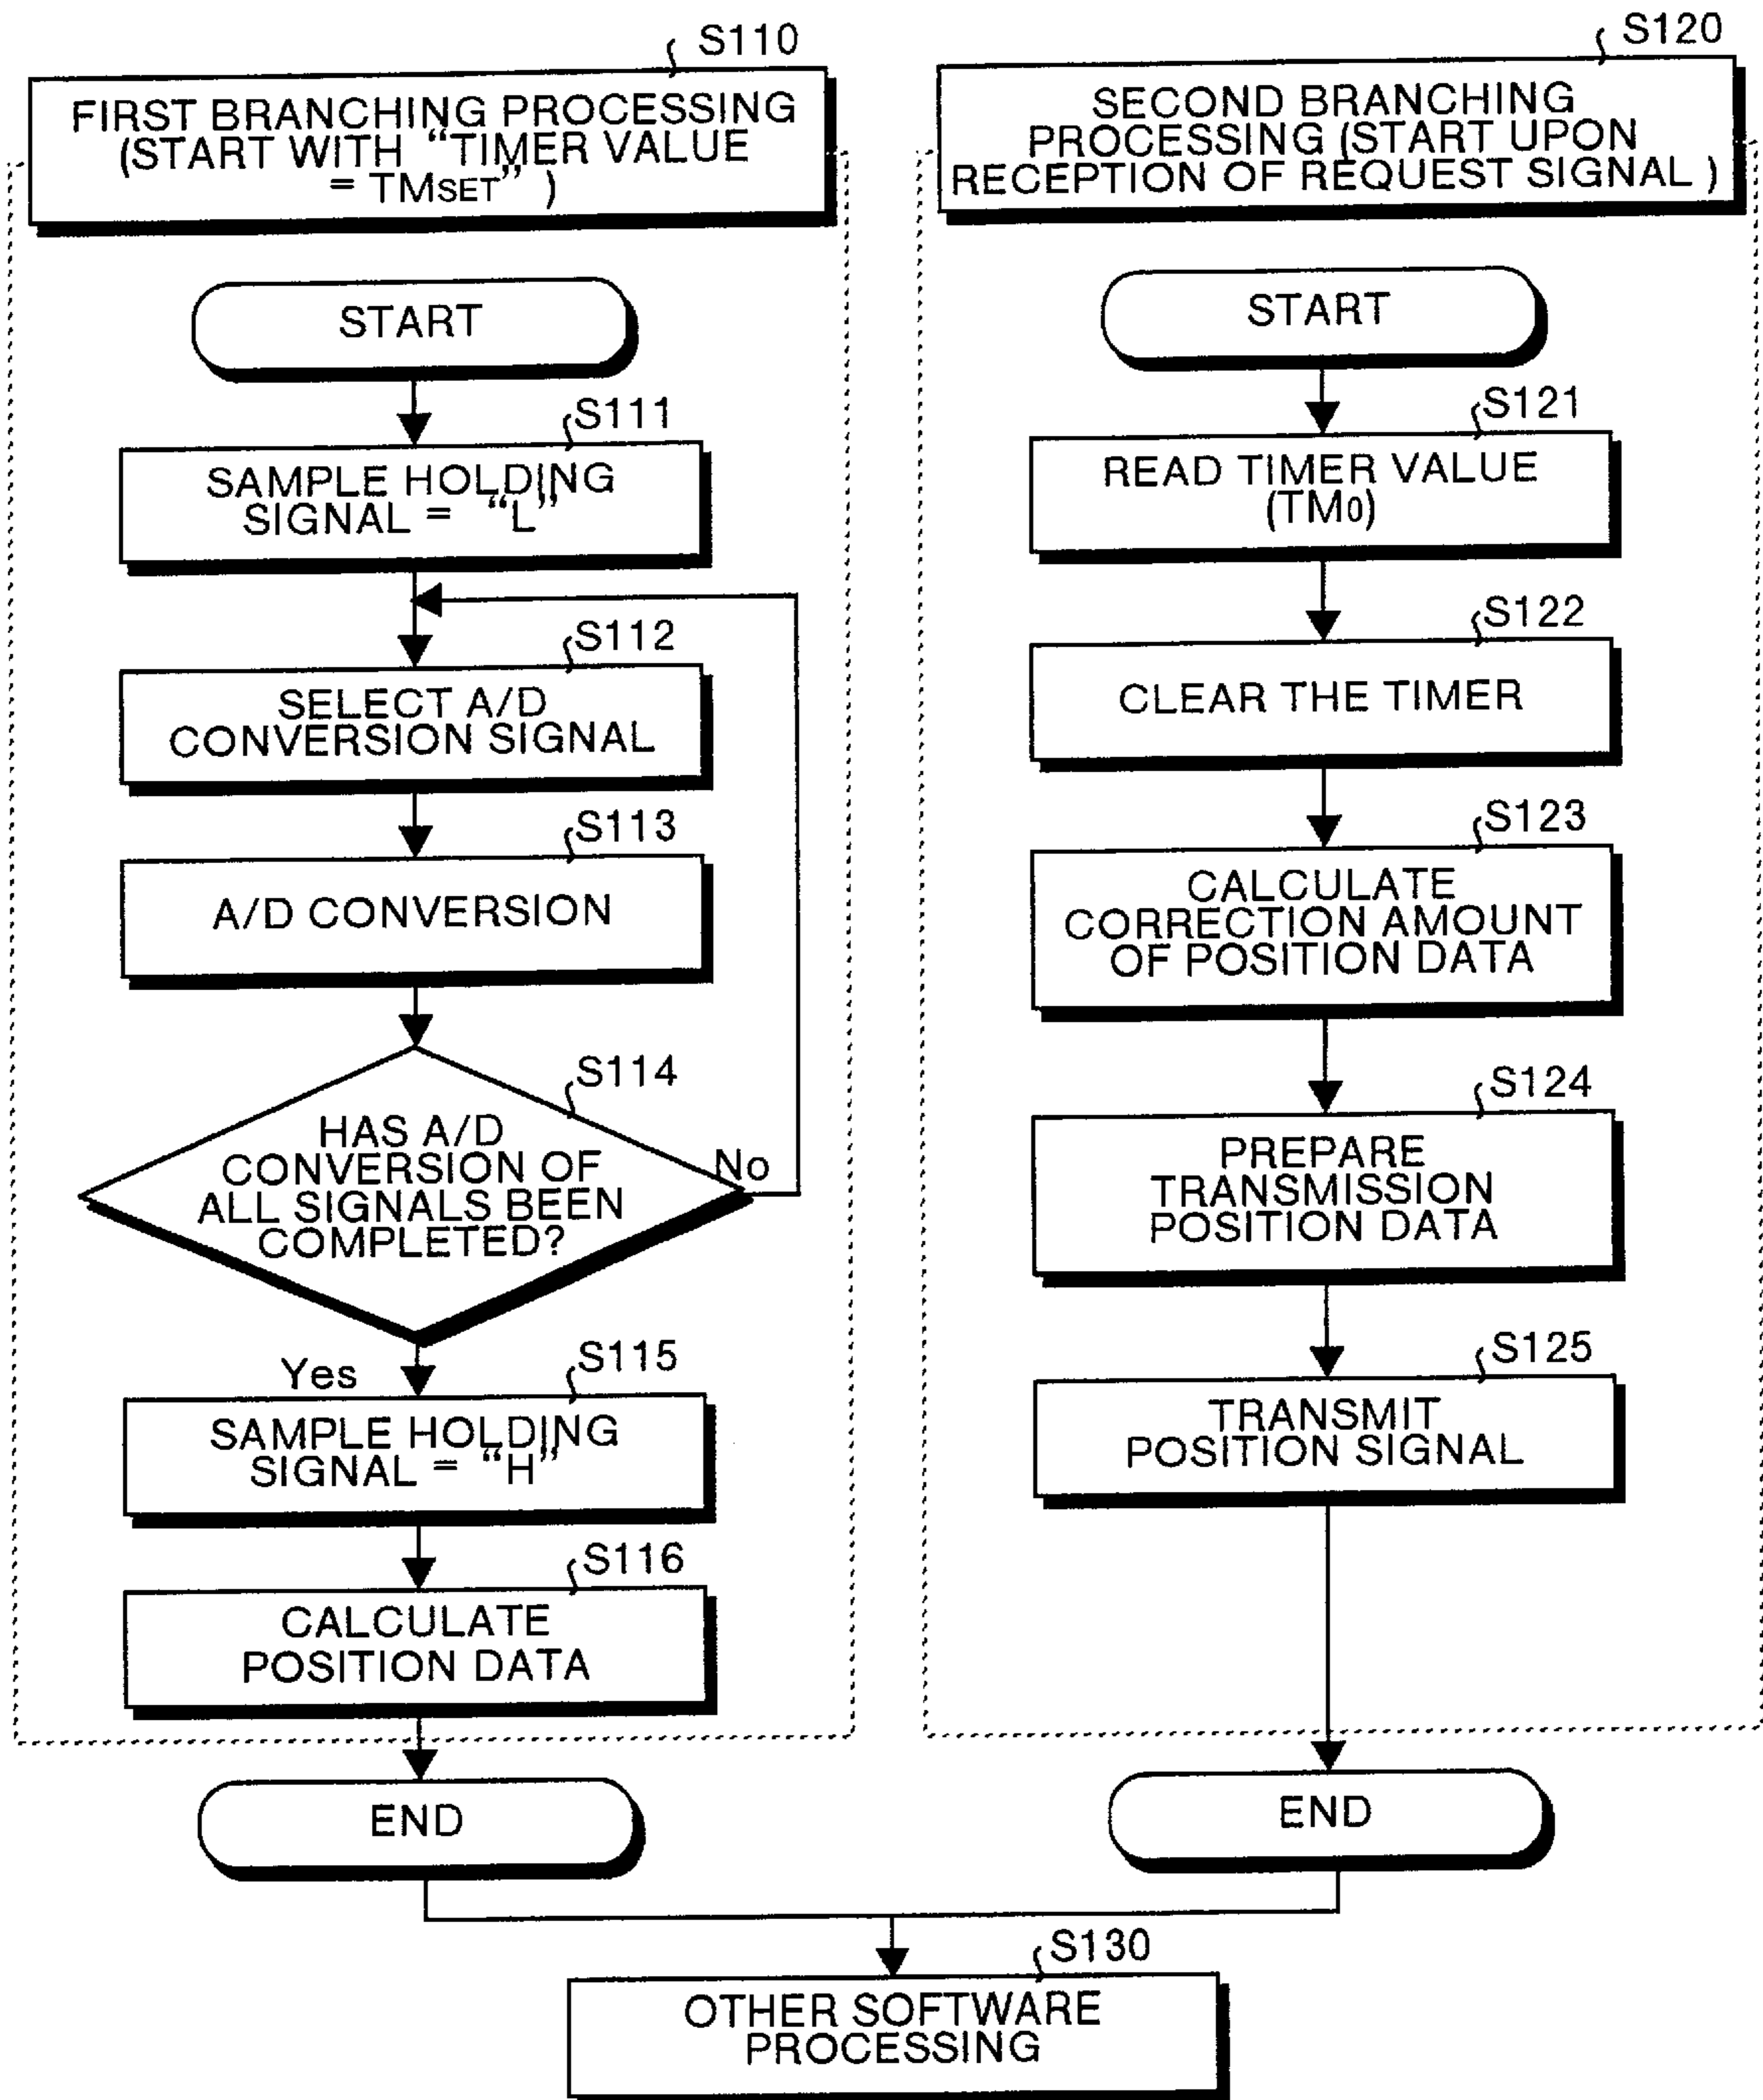 S110
FIRST BRANCHING PROCESSING
(START WITH “TIMER VALUE
= TMSET” )
START
S111
SAMPLE HOLDING
SIGNAL = “L”
S112
SELECT A/D
CONVERSION SIGNAL
S113
A/D CONVERSION
S114
HAS A/D
CONVERSION OF
ALL SIGNALS BEEN
COMPLETED?
No
Yes
S115
SAMPLE HOLDING
SIGNAL = “H”
S116
CALCULATE
POSITION DATA
END
S120
SECOND BRANCHING
PROCESSING (START UPON
RECEPTION OF REQUEST SIGNAL )
START
S121
READ TIMER VALUE
(TM0)
S122
CLEAR THE TIMER
S123
CALCULATE
CORRECTION AMOUNT
OF POSITION DATA
S124
PREPARE
TRANSMISSION
POSITION DATA
S125
TRANSMIT
POSITION SIGNAL
END
S130
OTHER SOFTWARE
PROCESSING